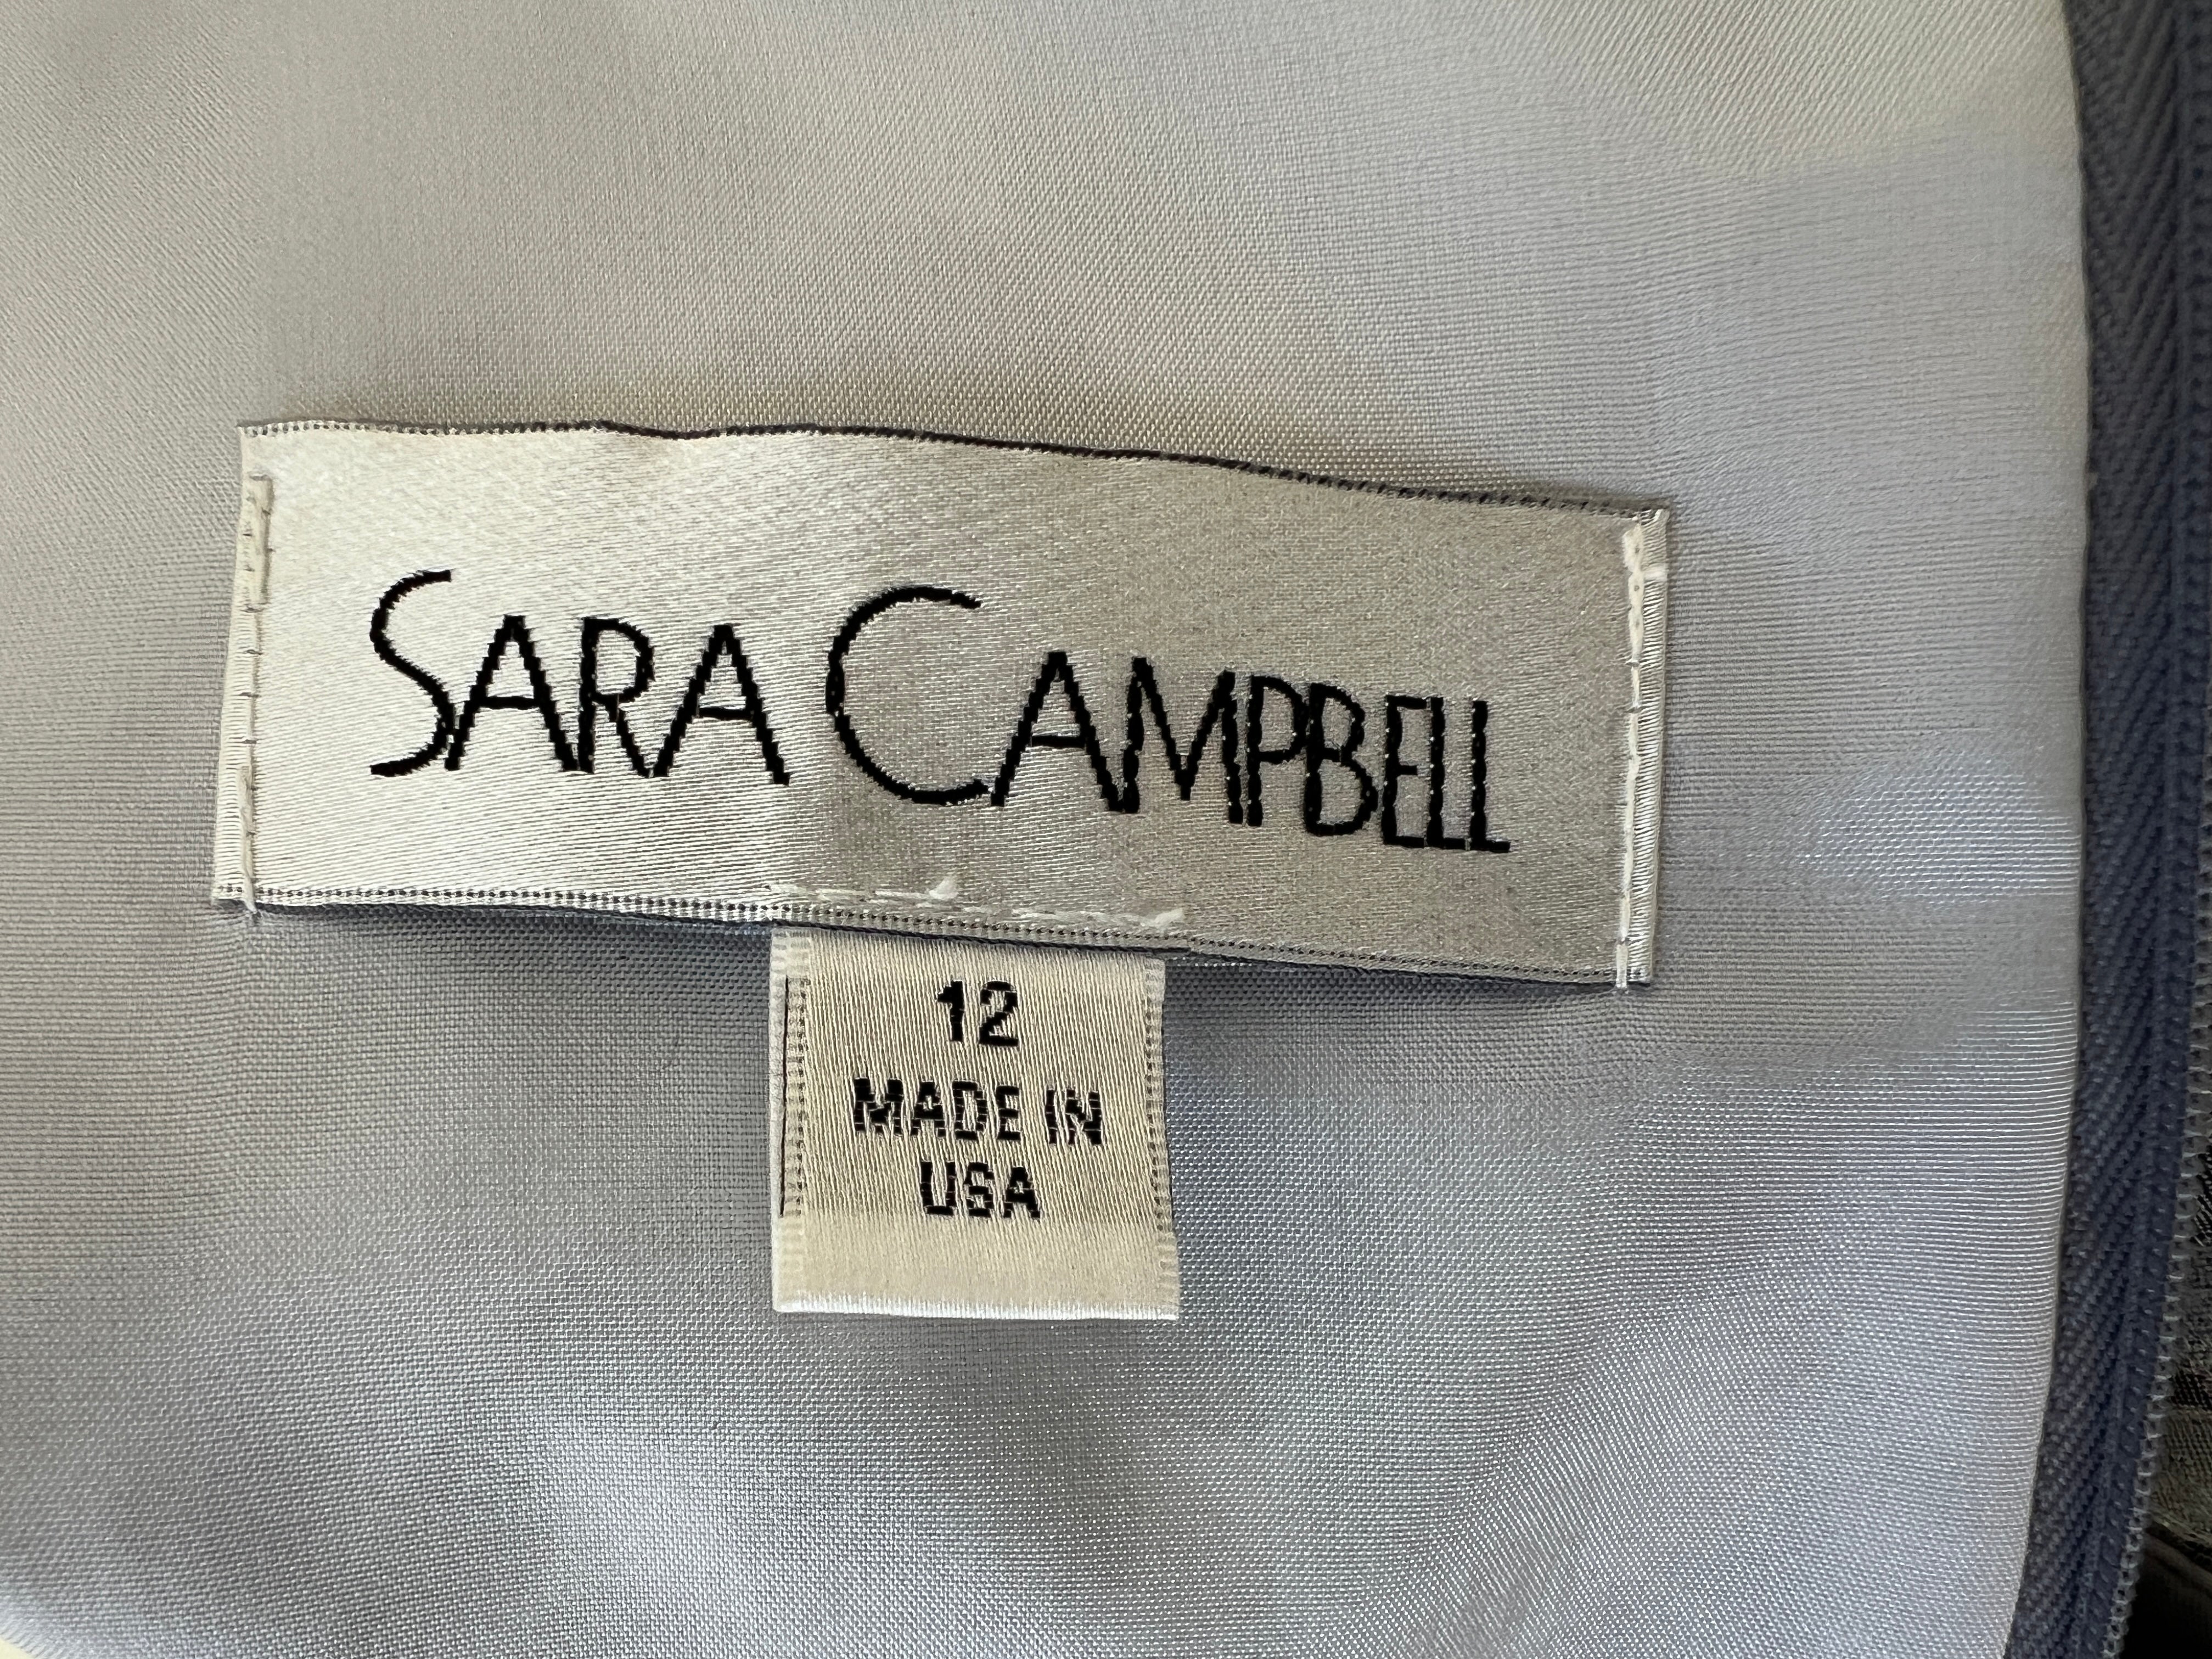 SARA CAMPBELL
12
MADE IN
USA